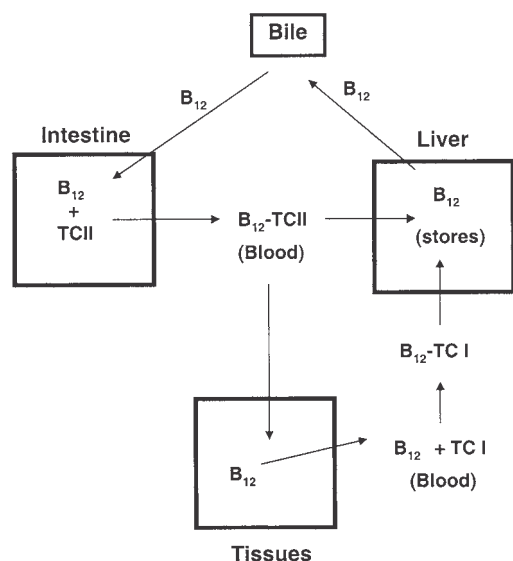 Bile
B₁₂
B₁₂
Intestine
Liver
B₁₂
+
TCII
B₁₂-TCII
(Blood)
B₁₂
(stores)
B₁₂-TC I
B₁₂ + TC I
(Blood)
B₁₂
Tissues